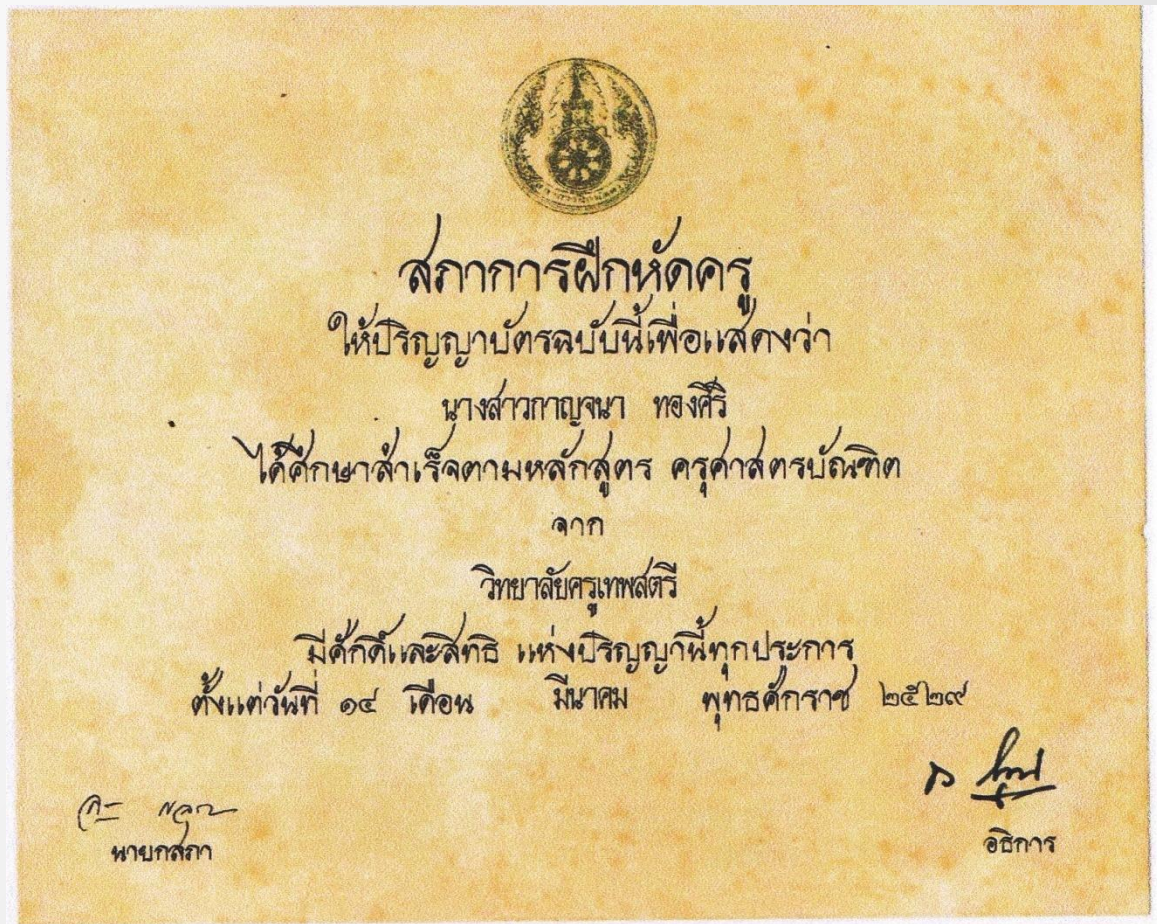 สภาการฝึกหัดครู
ให้ปริญญาบัตรฉบับนี้เพื่อแสดงว่า
นางสาวกาญจนา ทองศิริ
ได้ศึกษาสำเร็จตามหลักสูตร ครุศาสตรบัณฑิต
จาก
วิทยาลัยครูเทพสตรี
มีศักดิ์และสิทธิ แห่งปริญญานี้ทุกประการ
ตั้งแต่วันที่ ๑๔ เดือน มีนาคม พุทธศักราช ๒๕๒๙
นายกสภา
อธิการ